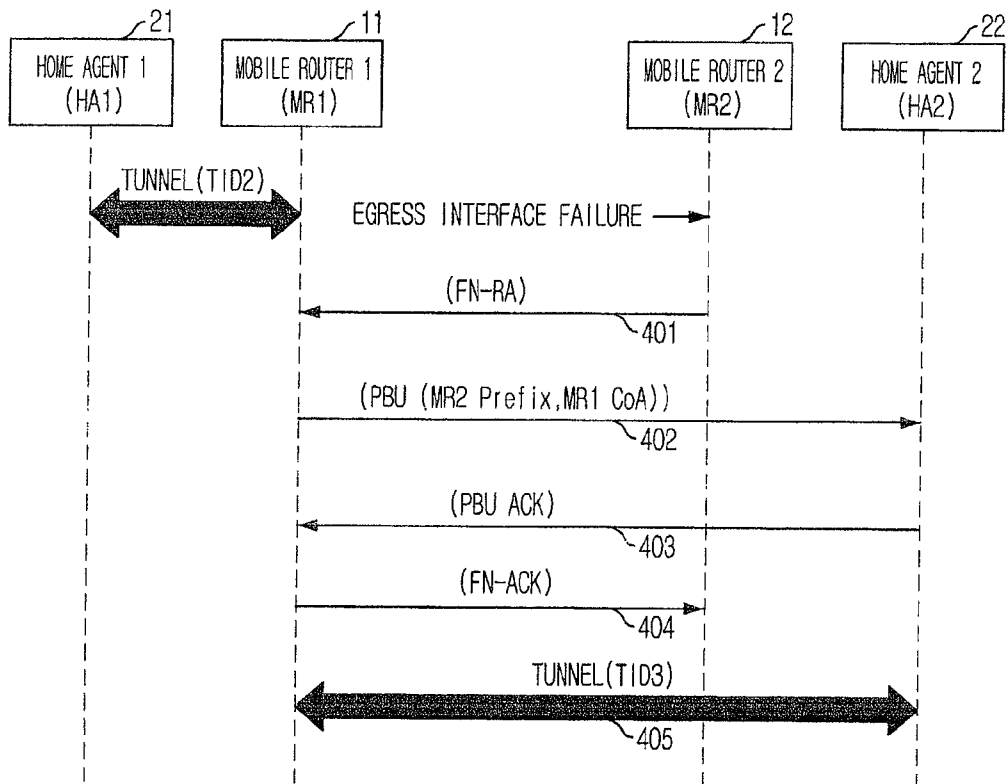 21
11
12
22
HOME AGENT 1
(HA1)
MOBILE ROUTER 1
(MR1)
MOBILE ROUTER 2
(MR2)
HOME AGENT 2
(HA2)
TUNNEL(TID2)
EGRESS INTERFACE FAILURE
(FN-RA)
401
(PBU (MR2 Prefix,MR1 CoA))
402
(PBU ACK)
403
(FN-ACK)
404
TUNNEL(TID3)
405